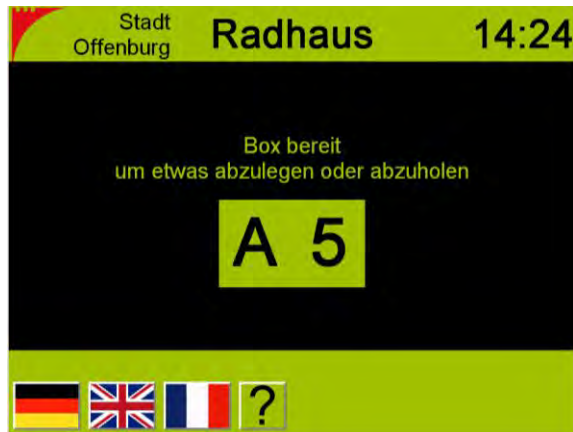 Stadt
Offenburg
Radhaus
14:24
Box bereit
um etwas abzulegen oder abzuholen
A 5
?